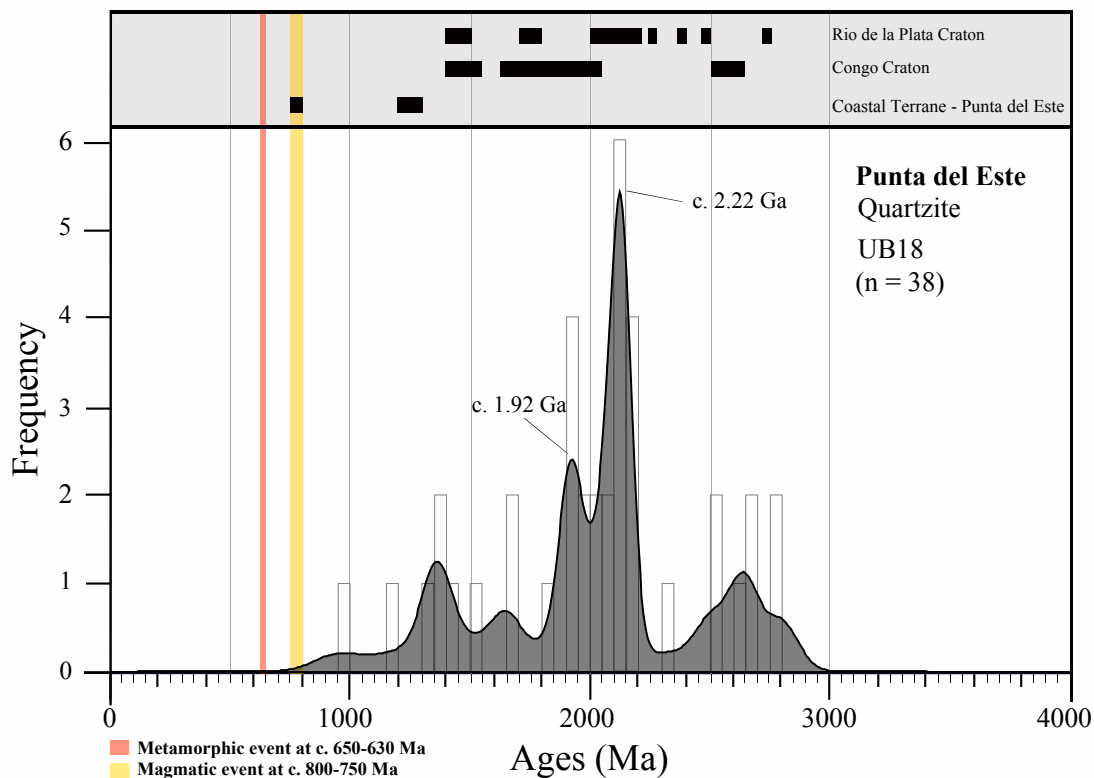 Rio de la Plata Craton
Congo Craton
Coastal Terrane - Punta del Este
6
5
4
3
2
1
0
Frequency
Punta del Este
Quartzite
UB18
(n = 38)
c. 2.22 Ga
c. 1.92 Ga
0
1000
2000
3000
4000
Ages (Ma)
Metamorphic event at c. 650-630 Ma
Magmatic event at c. 800-750 Ma